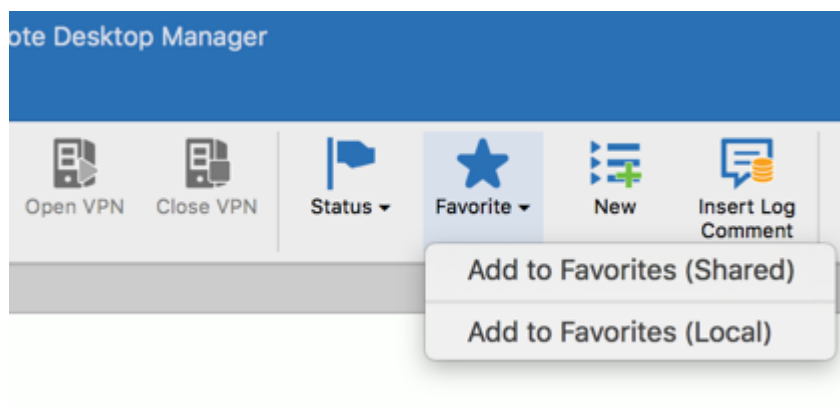 ote Desktop Manager
Open VPN
Close VPN
Status
Favorite
New
Insert Log
Comment
Add to Favorites (Shared)
Add to Favorites (Local)